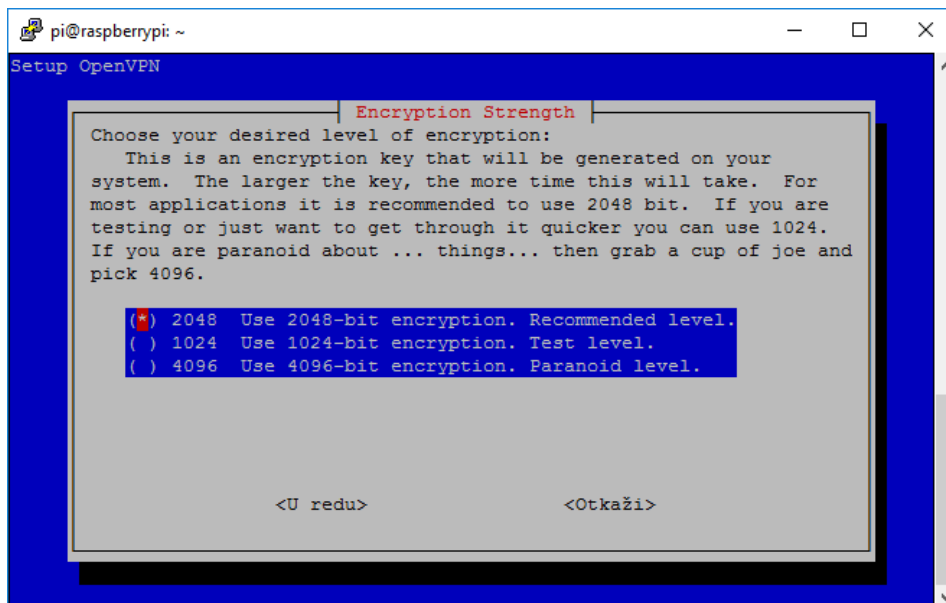 pi@raspberrypi: ~
Setup OpenVPN
Encryption Strength
Choose your desired level of encryption:
This is an encryption key that will be generated on your
system.  The larger the key, the more time this will take.  For
most applications it is recommended to use 2048 bit.  If you are
testing or just want to get through it quicker you can use 1024.
If you are paranoid about ... things... then grab a cup of joe and
pick 4096.
(*) 2048  Use 2048-bit encryption. Recommended level.
( ) 1024  Use 1024-bit encryption. Test level.
( ) 4096  Use 4096-bit encryption. Paranoid level.
<U redu> <Otkaži>